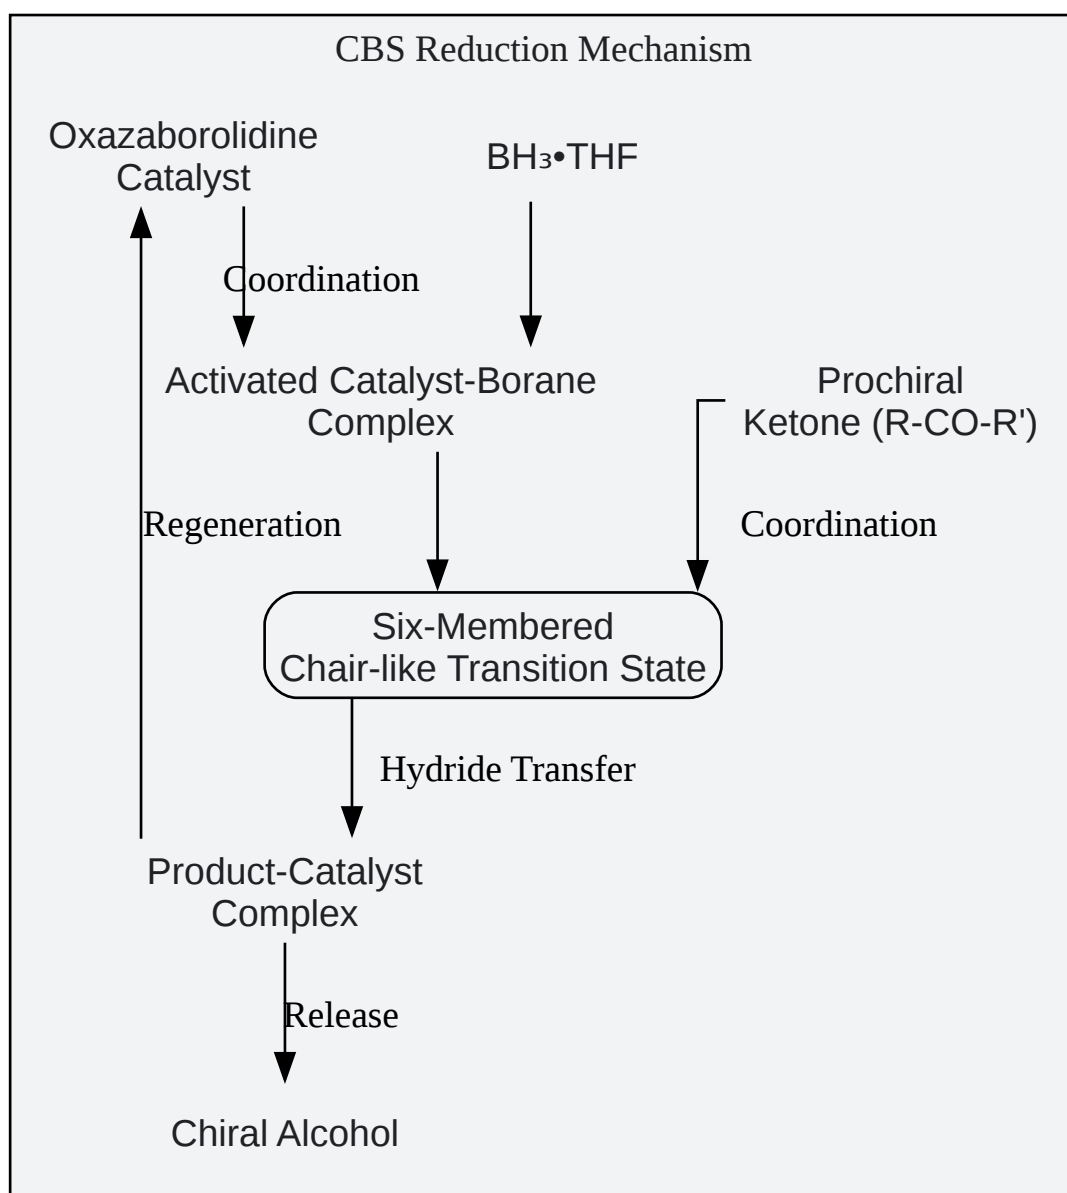 CBS Reduction Mechanism
Oxazaborolidine
Catalyst
BH₃•THF
Coordination
Activated Catalyst-Borane
Complex
Prochiral
Ketone (R-CO-R')
Regeneration
Coordination
Six-Membered
Chair-like Transition State
Hydride Transfer
Product-Catalyst
Complex
Release
Chiral Alcohol